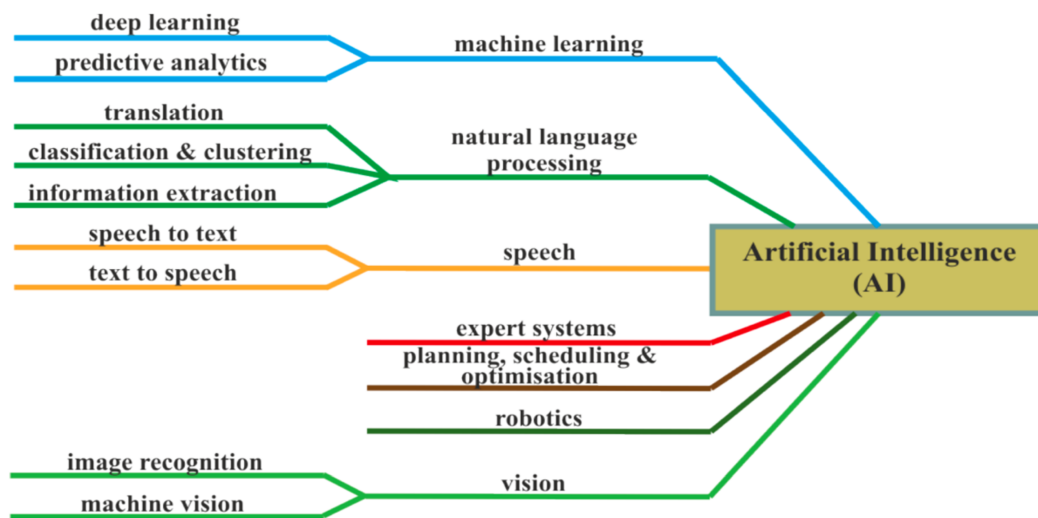 deep learning
machine learning
predictive analytics
translation
natural language
processing
classification & clustering
information extraction
speech to text
speech
text to speech
Artificial Intelligence
(AI)
expert systems
planning, scheduling &
optimisation
robotics
image recognition
vision
machine vision